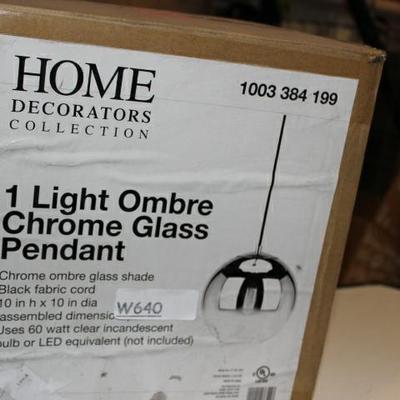 HOME
DECORATORS
COLLECTION
1003 384 199
1 Light Ombre
Chrome Glass
Pendant
Chrome ombre glass shade
Black fabric cord
10 in h x 10 in dia
assembled dimensio
W640
Uses 60 watt clear incandescent
bulb or LED equivalent (not included)